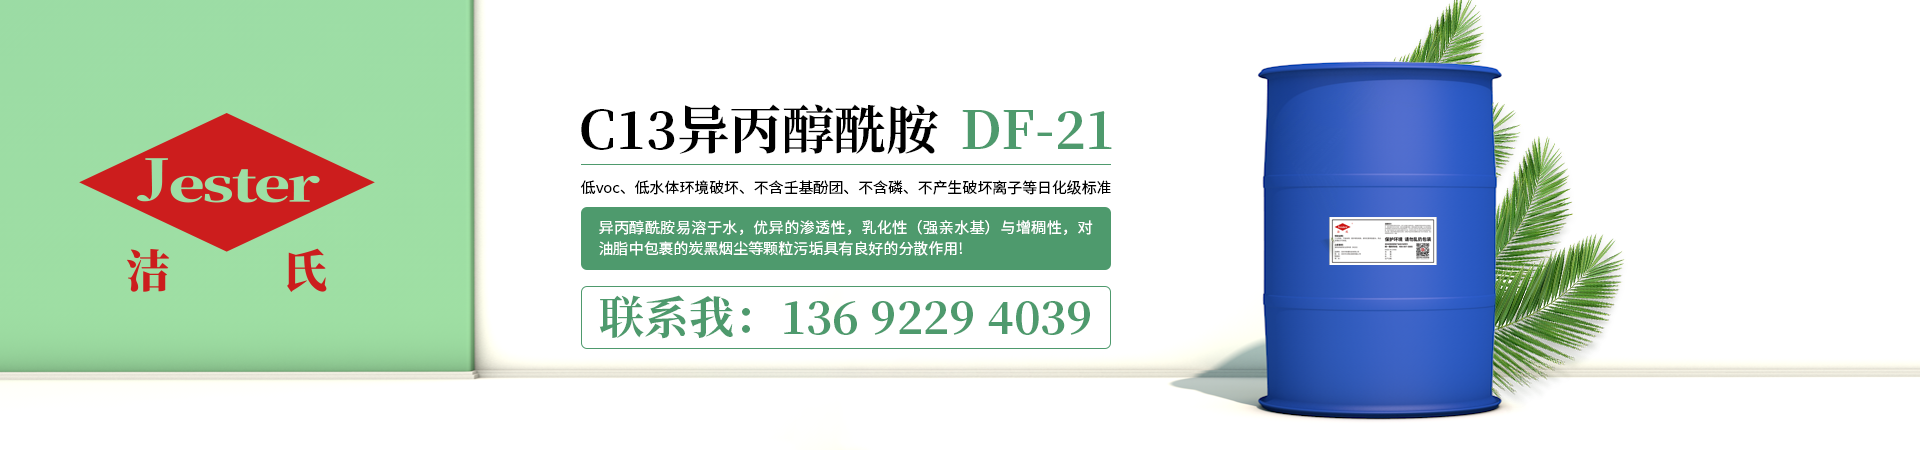 Jester
洁 氏
C13异丙醇酰胺 DF-21
低voc、低水体环境破坏、不含壬基酚团、不含磷、不产生破坏离子等日化级标准
异丙醇酰胺易溶于水，优异的渗透性，乳化性（强亲水基）与增稠性，对
油脂中包裹的炭黑烟尘等颗粒污垢具有良好的分散作用!
联系我：136 9229 4039